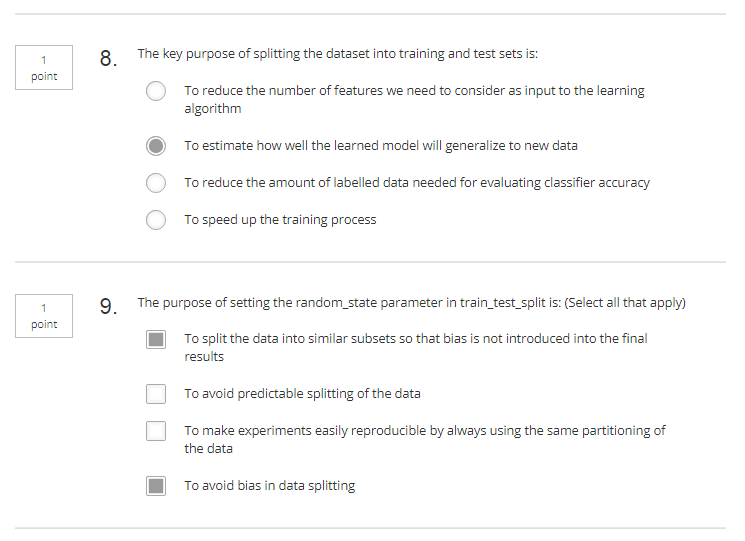 1
point
8.
The key purpose of splitting the dataset into training and test sets is:
To reduce the number of features we need to consider as input to the learning
algorithm
To estimate how well the learned model will generalize to new data
To reduce the amount of labelled data needed for evaluating classifier accuracy
To speed up the training process
1
point
9.
The purpose of setting the random_state parameter in train_test_split is: (Select all that apply)
To split the data into similar subsets so that bias is not introduced into the final
results
To avoid predictable splitting of the data
To make experiments easily reproducible by always using the same partitioning of
the data
To avoid bias in data splitting